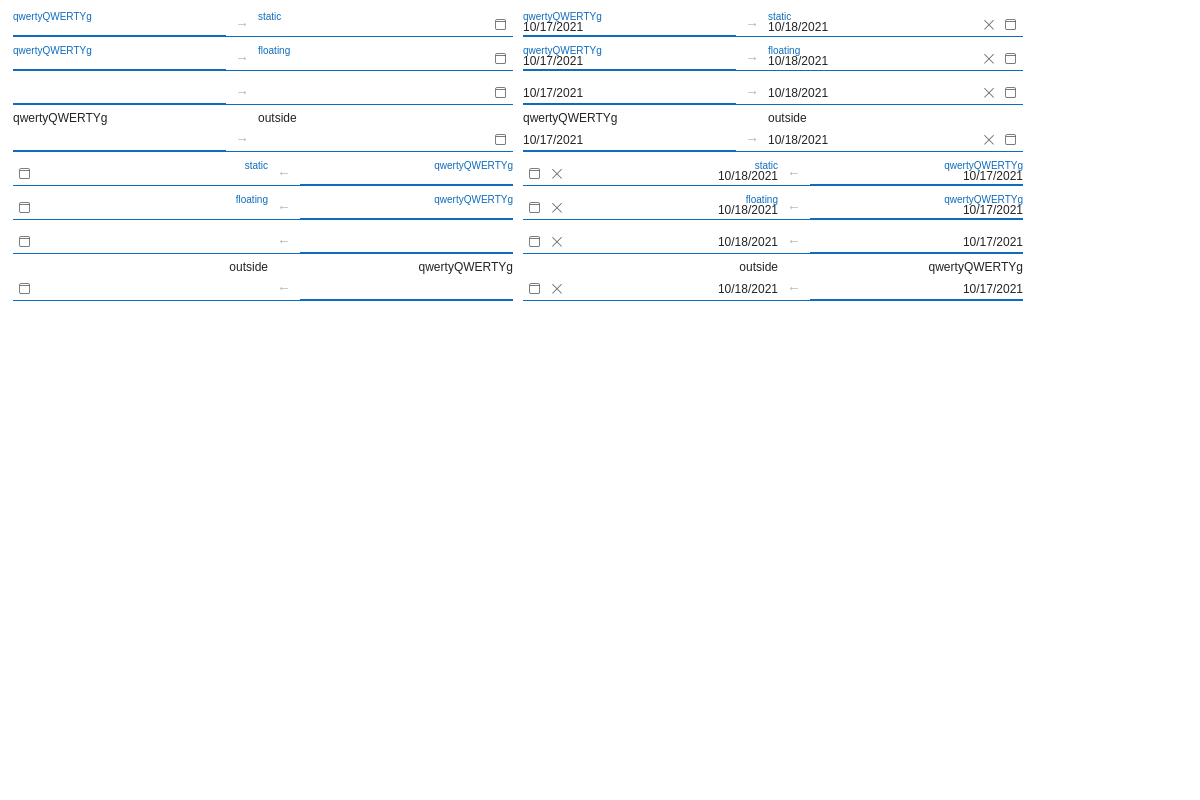 qwertyQWERTYg → static qwertyQWERTYg → static
10/17/2021 10/18/2021
qwertyQWERTYg → floating qwertyQWERTYg → floating
10/17/2021 10/18/2021
→ 10/17/2021 → 10/18/2021
qwertyQWERTYg outside qwertyQWERTYg outside
→ 10/17/2021 → 10/18/2021
static ← qwertyQWERTYg static ← qwertyQWERTYg
10/18/2021 10/17/2021
floating ← qwertyQWERTYg floating ← qwertyQWERTYg
10/18/2021 10/17/2021
← 10/18/2021 ← 10/17/2021
outside qwertyQWERTYg outside qwertyQWERTYg
← 10/18/2021 ← 10/17/2021